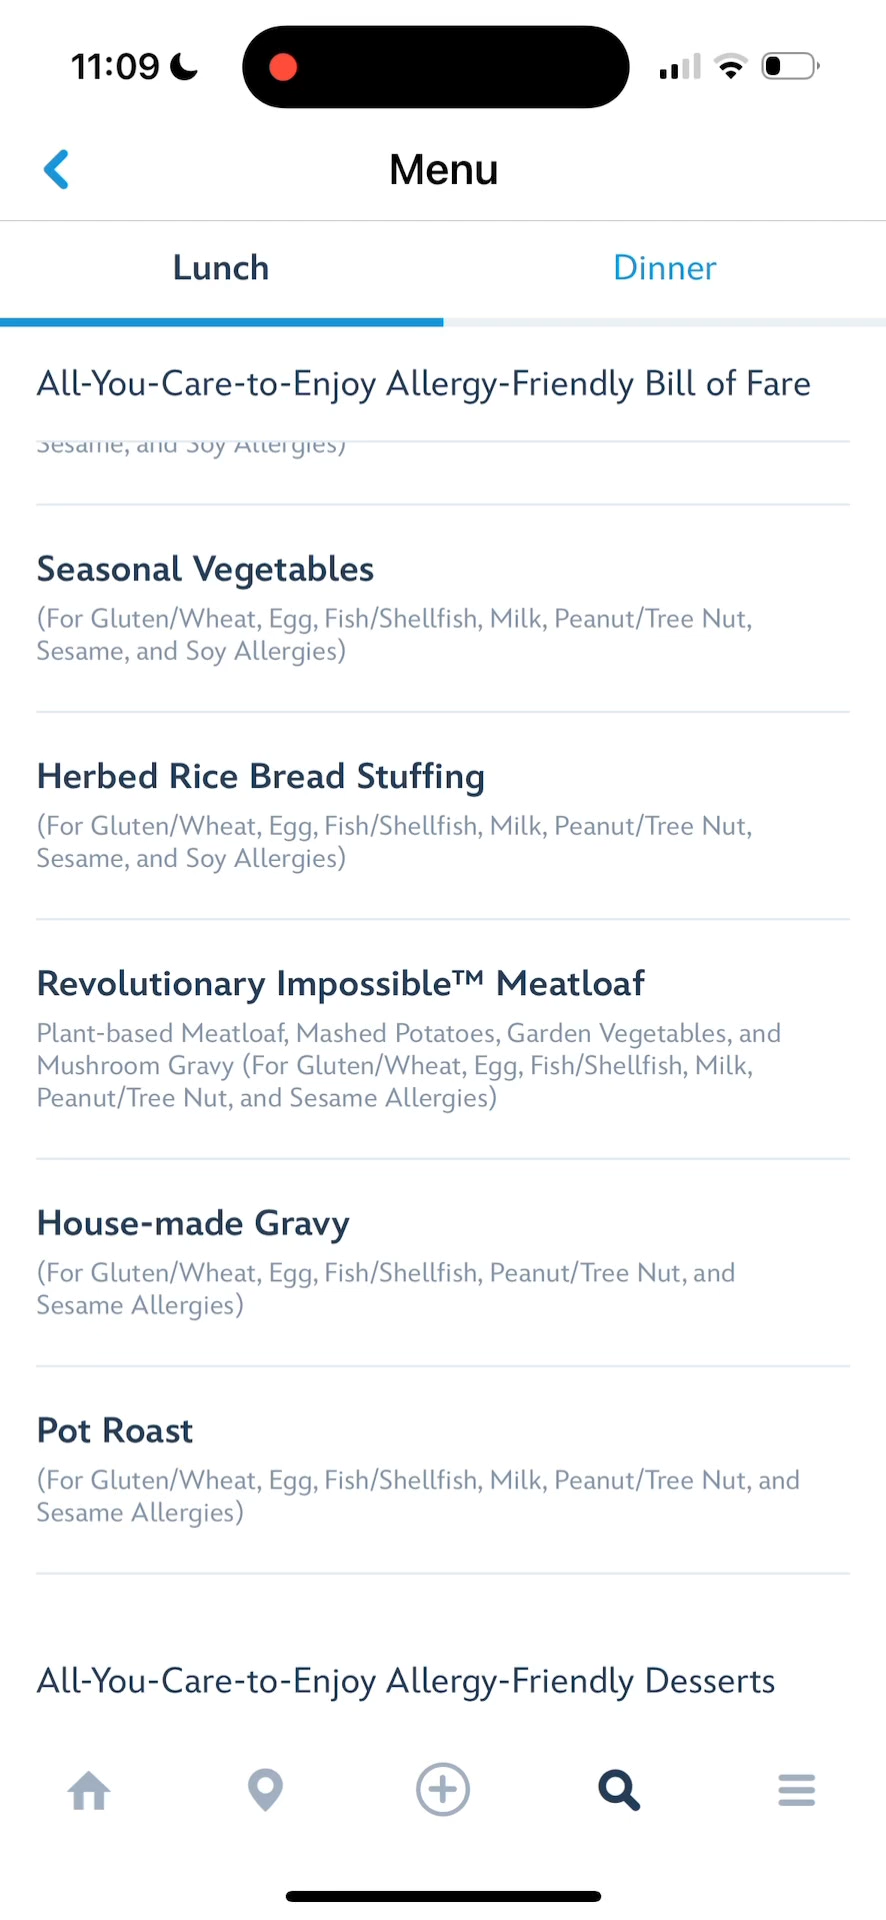 11:09
Menu
Lunch
Dinner
All-You-Care-to-Enjoy Allergy-Friendly Bill of Fare
Sesame, and Soy Allergies)
Seasonal Vegetables
(For Gluten/Wheat, Egg, Fish/Shellfish, Milk, Peanut/Tree Nut,
Sesame, and Soy Allergies)
Herbed Rice Bread Stuffing
(For Gluten/Wheat, Egg, Fish/Shellfish, Milk, Peanut/Tree Nut,
Sesame, and Soy Allergies)
Revolutionary Impossible™ Meatloaf
Plant-based Meatloaf, Mashed Potatoes, Garden Vegetables, and
Mushroom Gravy (For Gluten/Wheat, Egg, Fish/Shellfish, Milk,
Peanut/Tree Nut, and Sesame Allergies)
House-made Gravy
(For Gluten/Wheat, Egg, Fish/Shellfish, Peanut/Tree Nut, and
Sesame Allergies)
Pot Roast
(For Gluten/Wheat, Egg, Fish/Shellfish, Milk, Peanut/Tree Nut, and
Sesame Allergies)
All-You-Care-to-Enjoy Allergy-Friendly Desserts